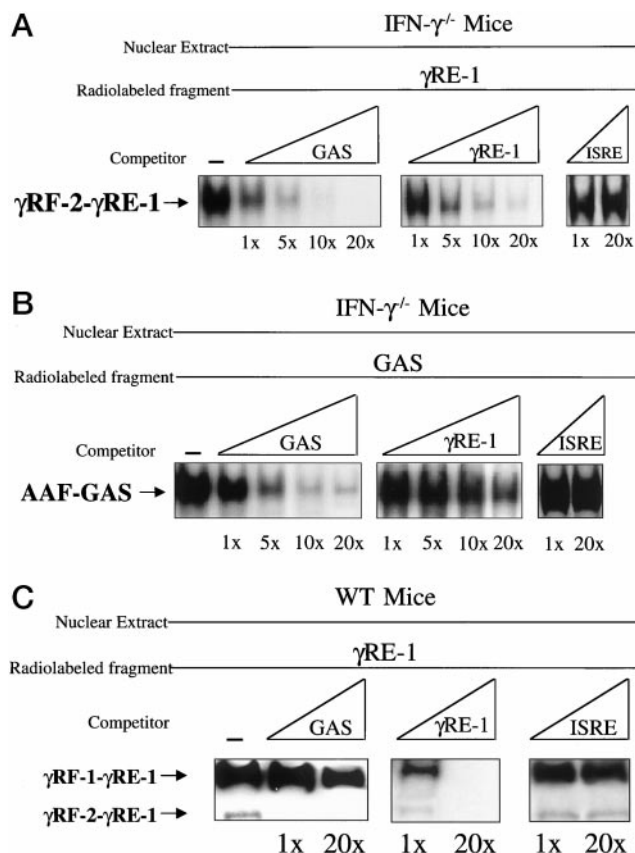 A
IFN-γ-/- Mice
Nuclear Extract
γRE-1
Radiolabeled fragment
Competitor – GAS γRE-1 ISRE
γRF-2-γRE-1
1x 5x 10x 20x 1x 5x 10x 20x 1x 20x
B
IFN-γ-/- Mice
Nuclear Extract
GAS
Radiolabeled fragment
Competitor – GAS γRE-1 ISRE
AAF-GAS
1x 5x 10x 20x 1x 5x 10x 20x 1x 20x
C
WT Mice
Nuclear Extract
γRE-1
Radiolabeled fragment
Competitor – GAS γRE-1 ISRE
γRF-1-γRE-1
γRF-2-γRE-1
1x 20x 1x 20x 1x 20x